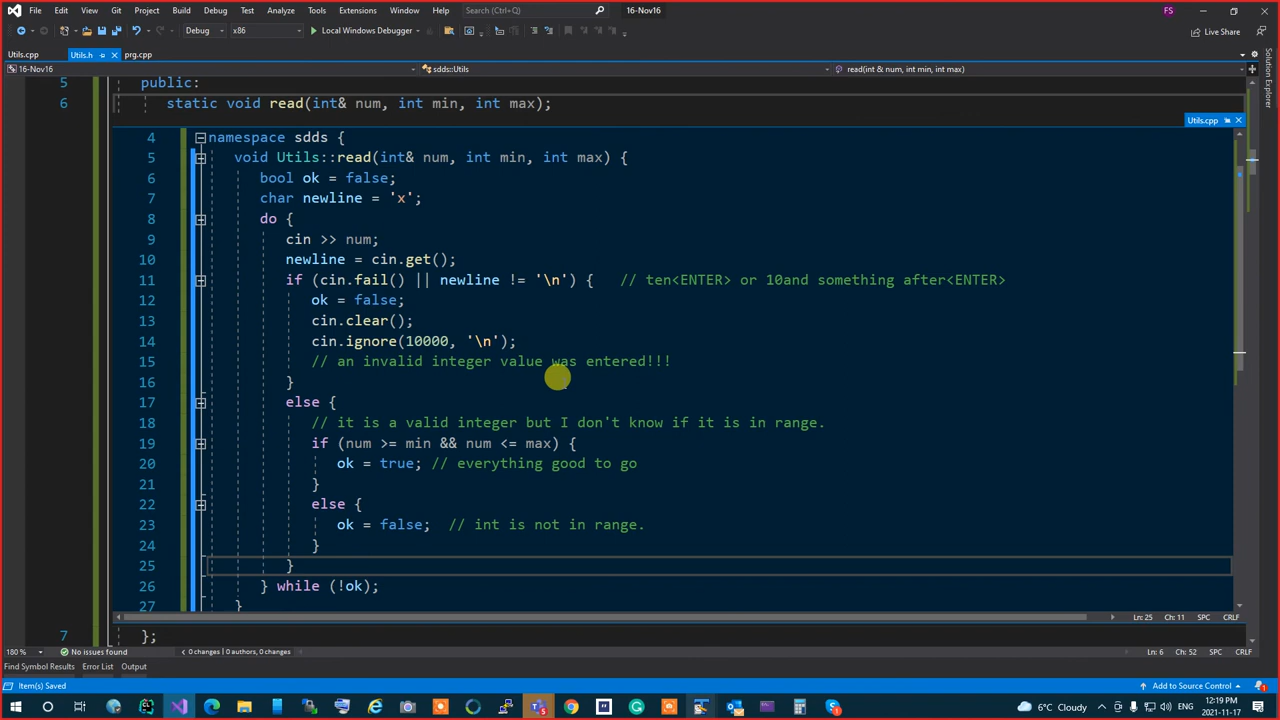 File Edit View Git Project Build Debug Test Analyze Tools Extensions Window Help Search (Ctrl+Q) 16-Nov16 FS
Debug x86 Local Windows Debugger Live Share
Utils.cpp Utils.h prg.cpp
16-Nov16 sdds::Utils read(int & num, int min, int max)
Solution Explorer
5 public:
6 static void read(int& num, int min, int max);
Utils.cpp
4 namespace sdds {
5 void Utils::read(int& num, int min, int max) {
6 bool ok = false;
7 char newline = 'x';
8 do {
9 cin >> num;
10 newline = cin.get();
11 if (cin.fail() || newline != '\n') { // ten<ENTER> or 10and something after<ENTER>
12 ok = false;
13 cin.clear();
14 cin.ignore(10000, '\n');
15 // an invalid integer value was entered!!!
16 }
17 else {
18 // it is a valid integer but I don't know if it is in range.
19 if (num >= min && num <= max) {
20 ok = true; // everything good to go
21 }
22 else {
23 ok = false; // int is not in range.
24 }
25 }
26 } while (!ok);
27 }
Ln: 25 Ch: 11 SPC CRLF
7 };
180 % No issues found 0 changes | 0 authors, 0 changes Ln: 6 Ch: 52 SPC CRLF
Find Symbol Results Error List Output
Item(s) Saved Add to Source Control 1
6°C Cloudy ENG 12:19 PM 2021-11-17